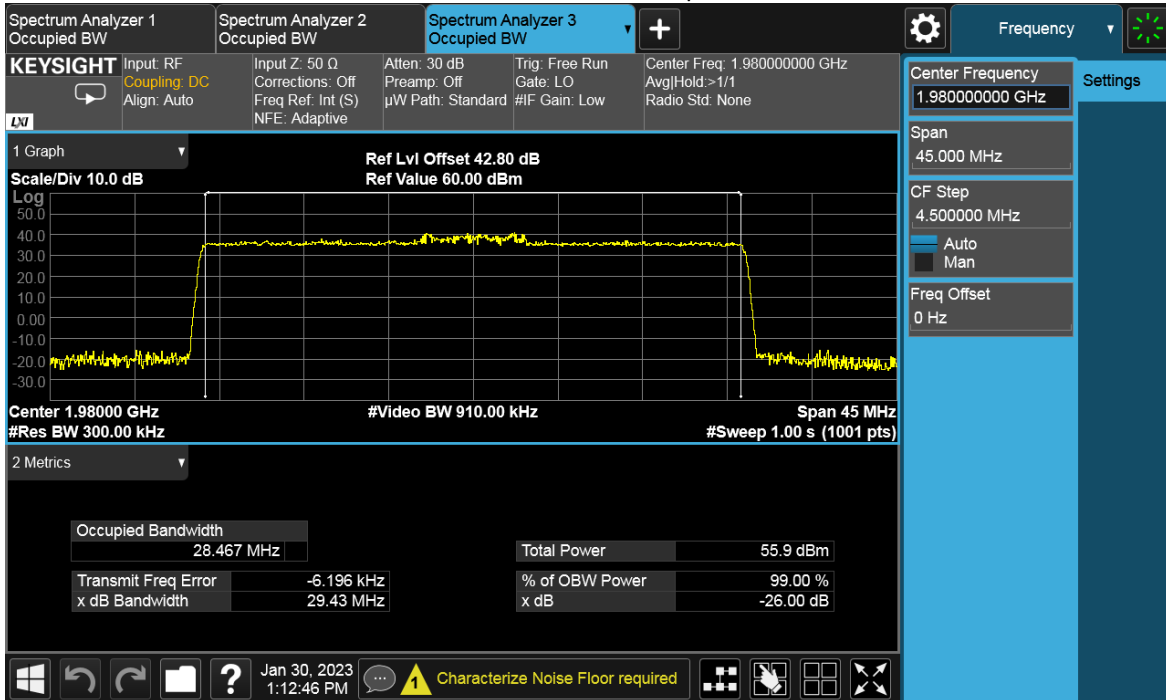 Spectrum Analyzer 1
Occupied BW
Spectrum Analyzer 2
Occupied BW
Spectrum Analyzer 3
Occupied BW
Frequency
KEYSIGHT
LXI
Input: RF
Coupling: DC
Align: Auto
Input Z: 50 Ω
Corrections: Off
Freq Ref: Int (S)
NFE: Adaptive
Atten: 30 dB
Preamp: Off
µW Path: Standard
Trig: Free Run
Gate: LO
#IF Gain: Low
Center Freq: 1.980000000 GHz
Avg|Hold:>1/1
Radio Std: None
Center Frequency
1.980000000 GHz
Settings
Span
45.000 MHz
CF Step
4.500000 MHz
Auto
Man
Freq Offset
0 Hz
1 Graph
Scale/Div 10.0 dB
Ref Lvl Offset 42.80 dB
Ref Value 60.00 dBm
Log
50.0
40.0
30.0
20.0
10.0
0.00
-10.0
-20.0
-30.0
Center 1.98000 GHz
#Video BW 910.00 kHz
Span 45 MHz
#Res BW 300.00 kHz
#Sweep 1.00 s (1001 pts)
2 Metrics
Occupied Bandwidth
28.467 MHz
Total Power 55.9 dBm
Transmit Freq Error -6.196 kHz
% of OBW Power 99.00 %
x dB Bandwidth 29.43 MHz
x dB -26.00 dB
?
Jan 30, 2023
1:12:46 PM
1
Characterize Noise Floor required